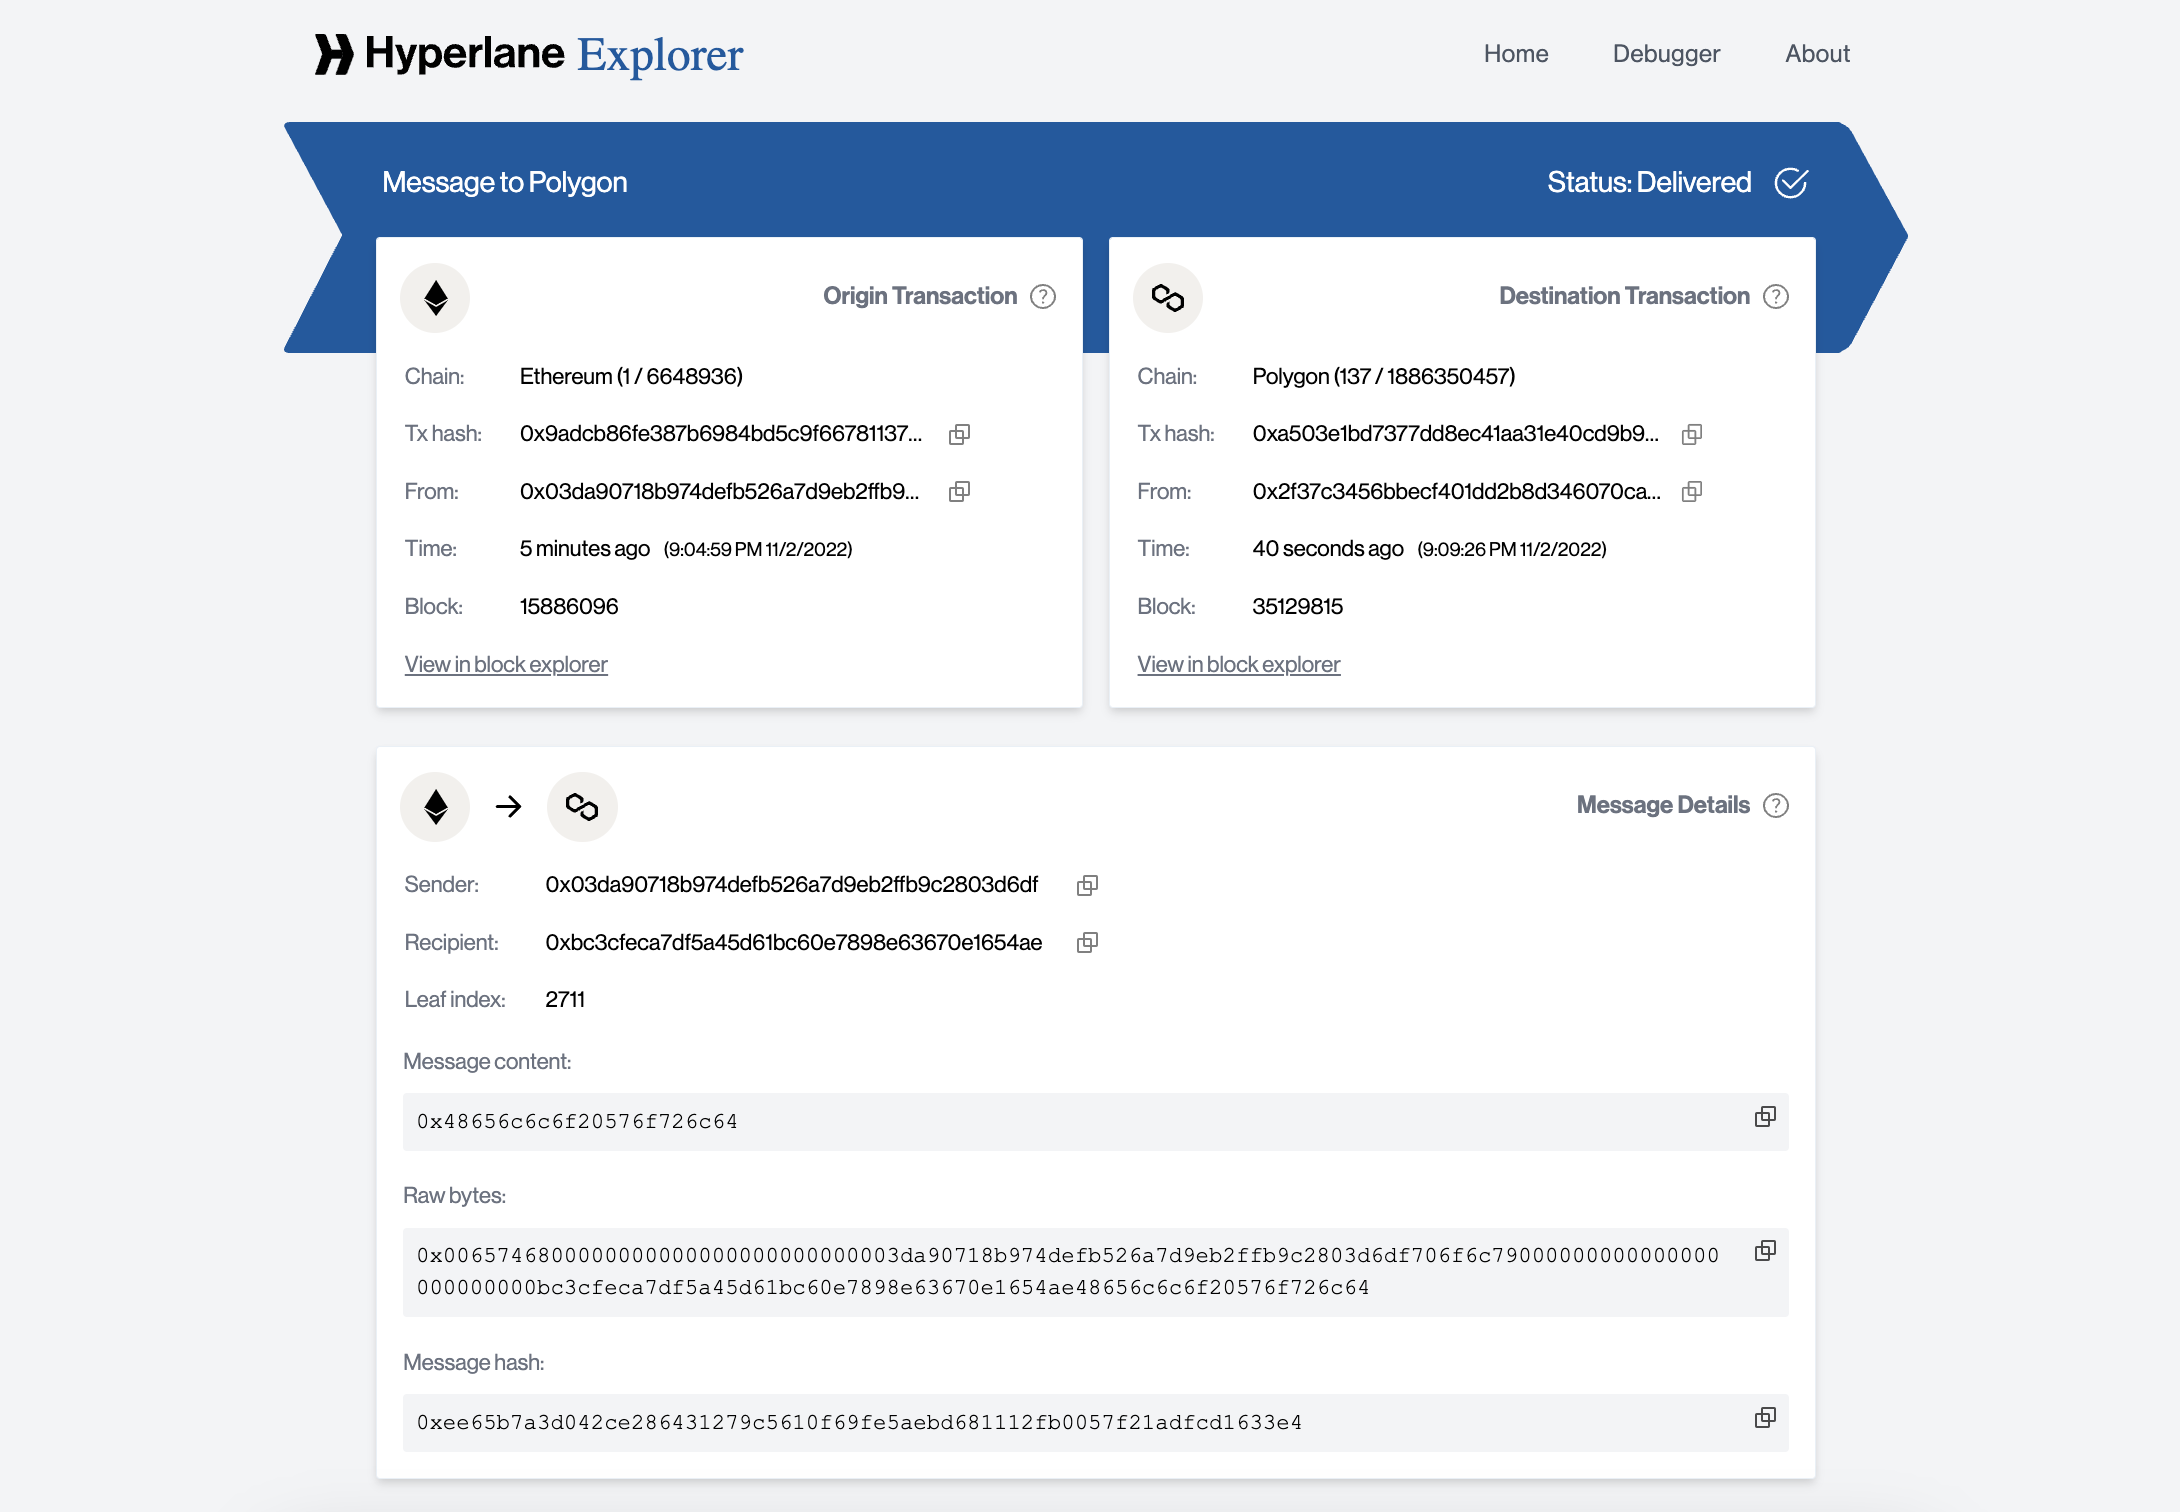 Hyperlane Explorer
Home Debugger About
Message to Polygon
Status: Delivered
Origin Transaction
Chain: Ethereum (1 / 6648936)
Tx hash: 0x9adcb86fe387b6984bd5c9f66781137...
From: 0x03da90718b974defb526a7d9eb2ffb9...
Time: 5 minutes ago (9:04:59 PM 11/2/2022)
Block: 15886096
View in block explorer
Destination Transaction
Chain: Polygon (137 / 1886350457)
Tx hash: 0xa503e1bd7377dd8ec41aa31e40cd9b9...
From: 0x2f37c3456bbecf401dd2b8d346070ca...
Time: 40 seconds ago (9:09:26 PM 11/2/2022)
Block: 35129815
View in block explorer
Message Details
Sender: 0x03da90718b974defb526a7d9eb2ffb9c2803d6df
Recipient: 0xbc3cfeca7df5a45d61bc60e7898e63670e1654ae
Leaf index: 2711
Message content:
0x48656c6c6f20576f726c64
Raw bytes:
0x0065746800000000000000000000000003da90718b974defb526a7d9eb2ffb9c2803d6df706f6c79000000000000000
000000000bc3cfeca7df5a45d61bc60e7898e63670e1654ae48656c6c6f20576f726c64
Message hash:
0xee65b7a3d042ce286431279c5610f69fe5aebd681112fb0057f21adfcd1633e4